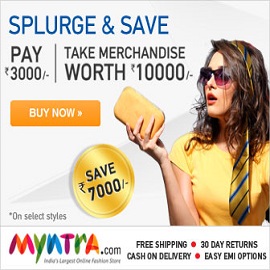 SPLURGE & SAVE
PAY
₹3000/-
TAKE MERCHANDISE
WORTH ₹10000/-
BUY NOW »
SAVE
₹7000/-
*On select styles
myntra.com
India's Largest Online Fashion Store
FREE SHIPPING • 30 DAY RETURNS
CASH ON DELIVERY • EASY EMI OPTIONS